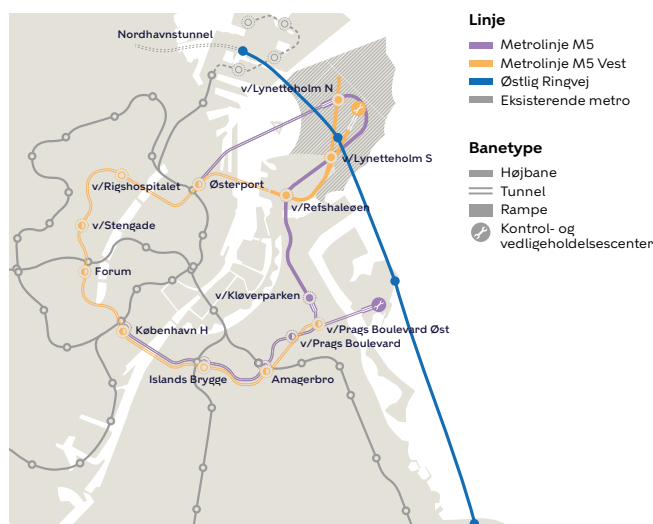 Nordhavnstunnel
v/Lynetteholm N
v/Lynetteholm S
v/Rigshospitalet
Østerport
v/Refshaleøen
v/Stengade
Forum
v/Kløverparken
København H
v/Prags Boulevard Øst
v/Prags Boulevard
Islands Brygge
Amagerbro
Linje
Metrolinje M5
Metrolinje M5 Vest
Østlig Ringvej
Eksisterende metro
Banetype
Højbane
Tunnel
Rampe
Kontrol- og
vedligeholdelsescenter